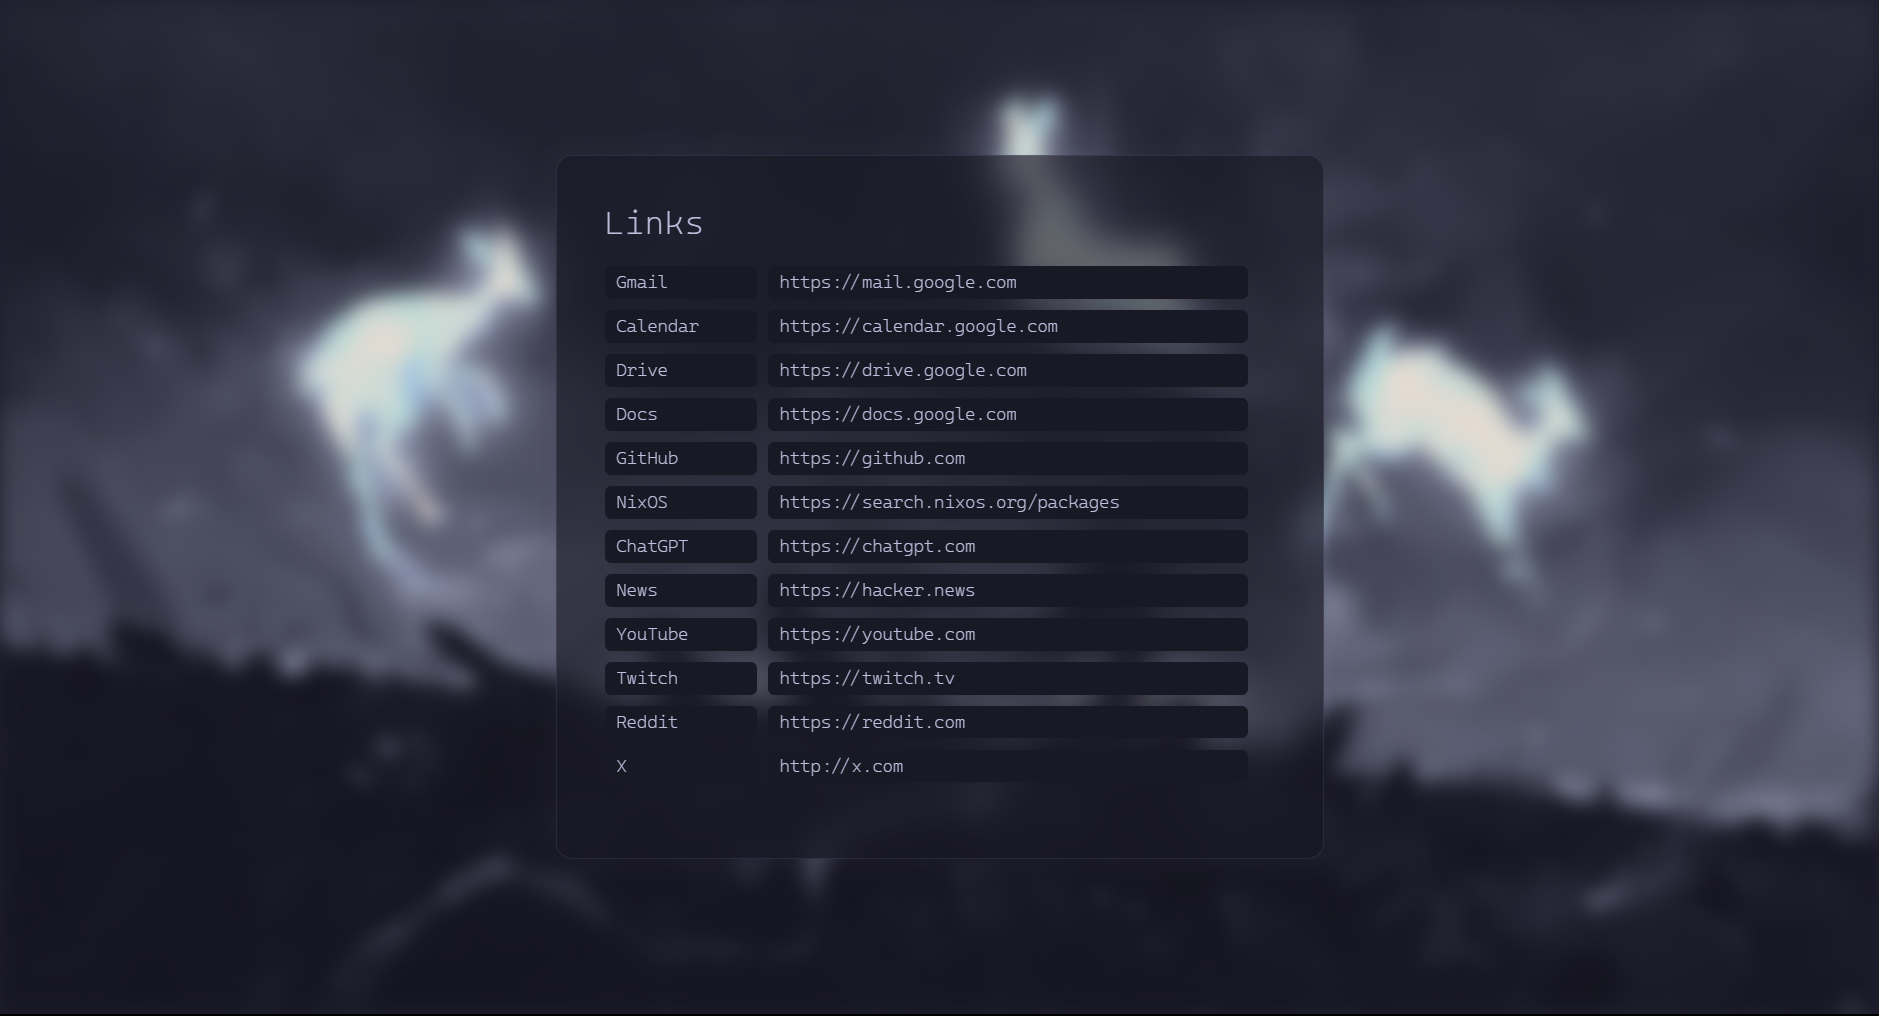 Links
Gmail https://mail.google.com
Calendar https://calendar.google.com
Drive https://drive.google.com
Docs https://docs.google.com
GitHub https://github.com
NixOS https://search.nixos.org/packages
ChatGPT https://chatgpt.com
News https://hacker.news
YouTube https://youtube.com
Twitch https://twitch.tv
Reddit https://reddit.com
X http://x.com